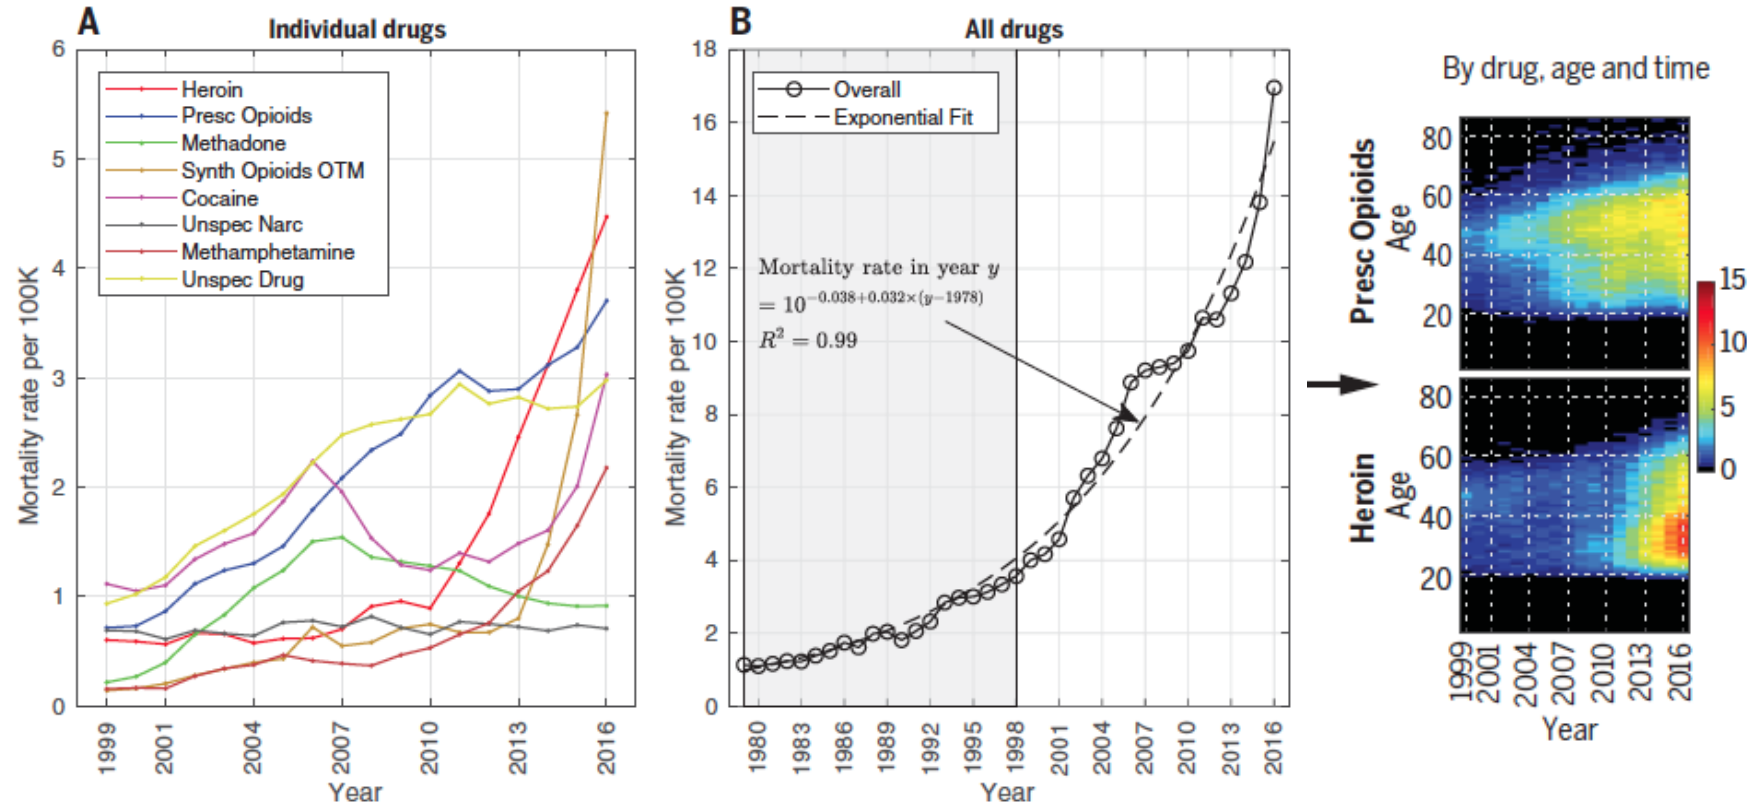 A
Individual drugs
6
5
4
3
2
1
0
Mortality rate per 100K
Heroin
Presc Opioids
Methadone
Synth Opioids OTM
Cocaine
Unspec Narc
Methamphetamine
Unspec Drug
1999
2001
2004
2007
2010
2013
2016
Year
B
All drugs
18
16
14
12
10
8
6
4
2
0
Mortality rate per 100K
Overall
Exponential Fit
Mortality rate in year y
= 10^{−0.038+0.032×(y−1978)}
R² = 0.99
1980
1983
1986
1989
1992
1995
1998
2001
2004
2007
2010
2013
2016
Year
By drug, age and time
Presc Opioids
Age
80
60
40
20
Heroin
Age
80
60
40
20
15
10
5
0
1999
2001
2004
2007
2010
2013
2016
Year